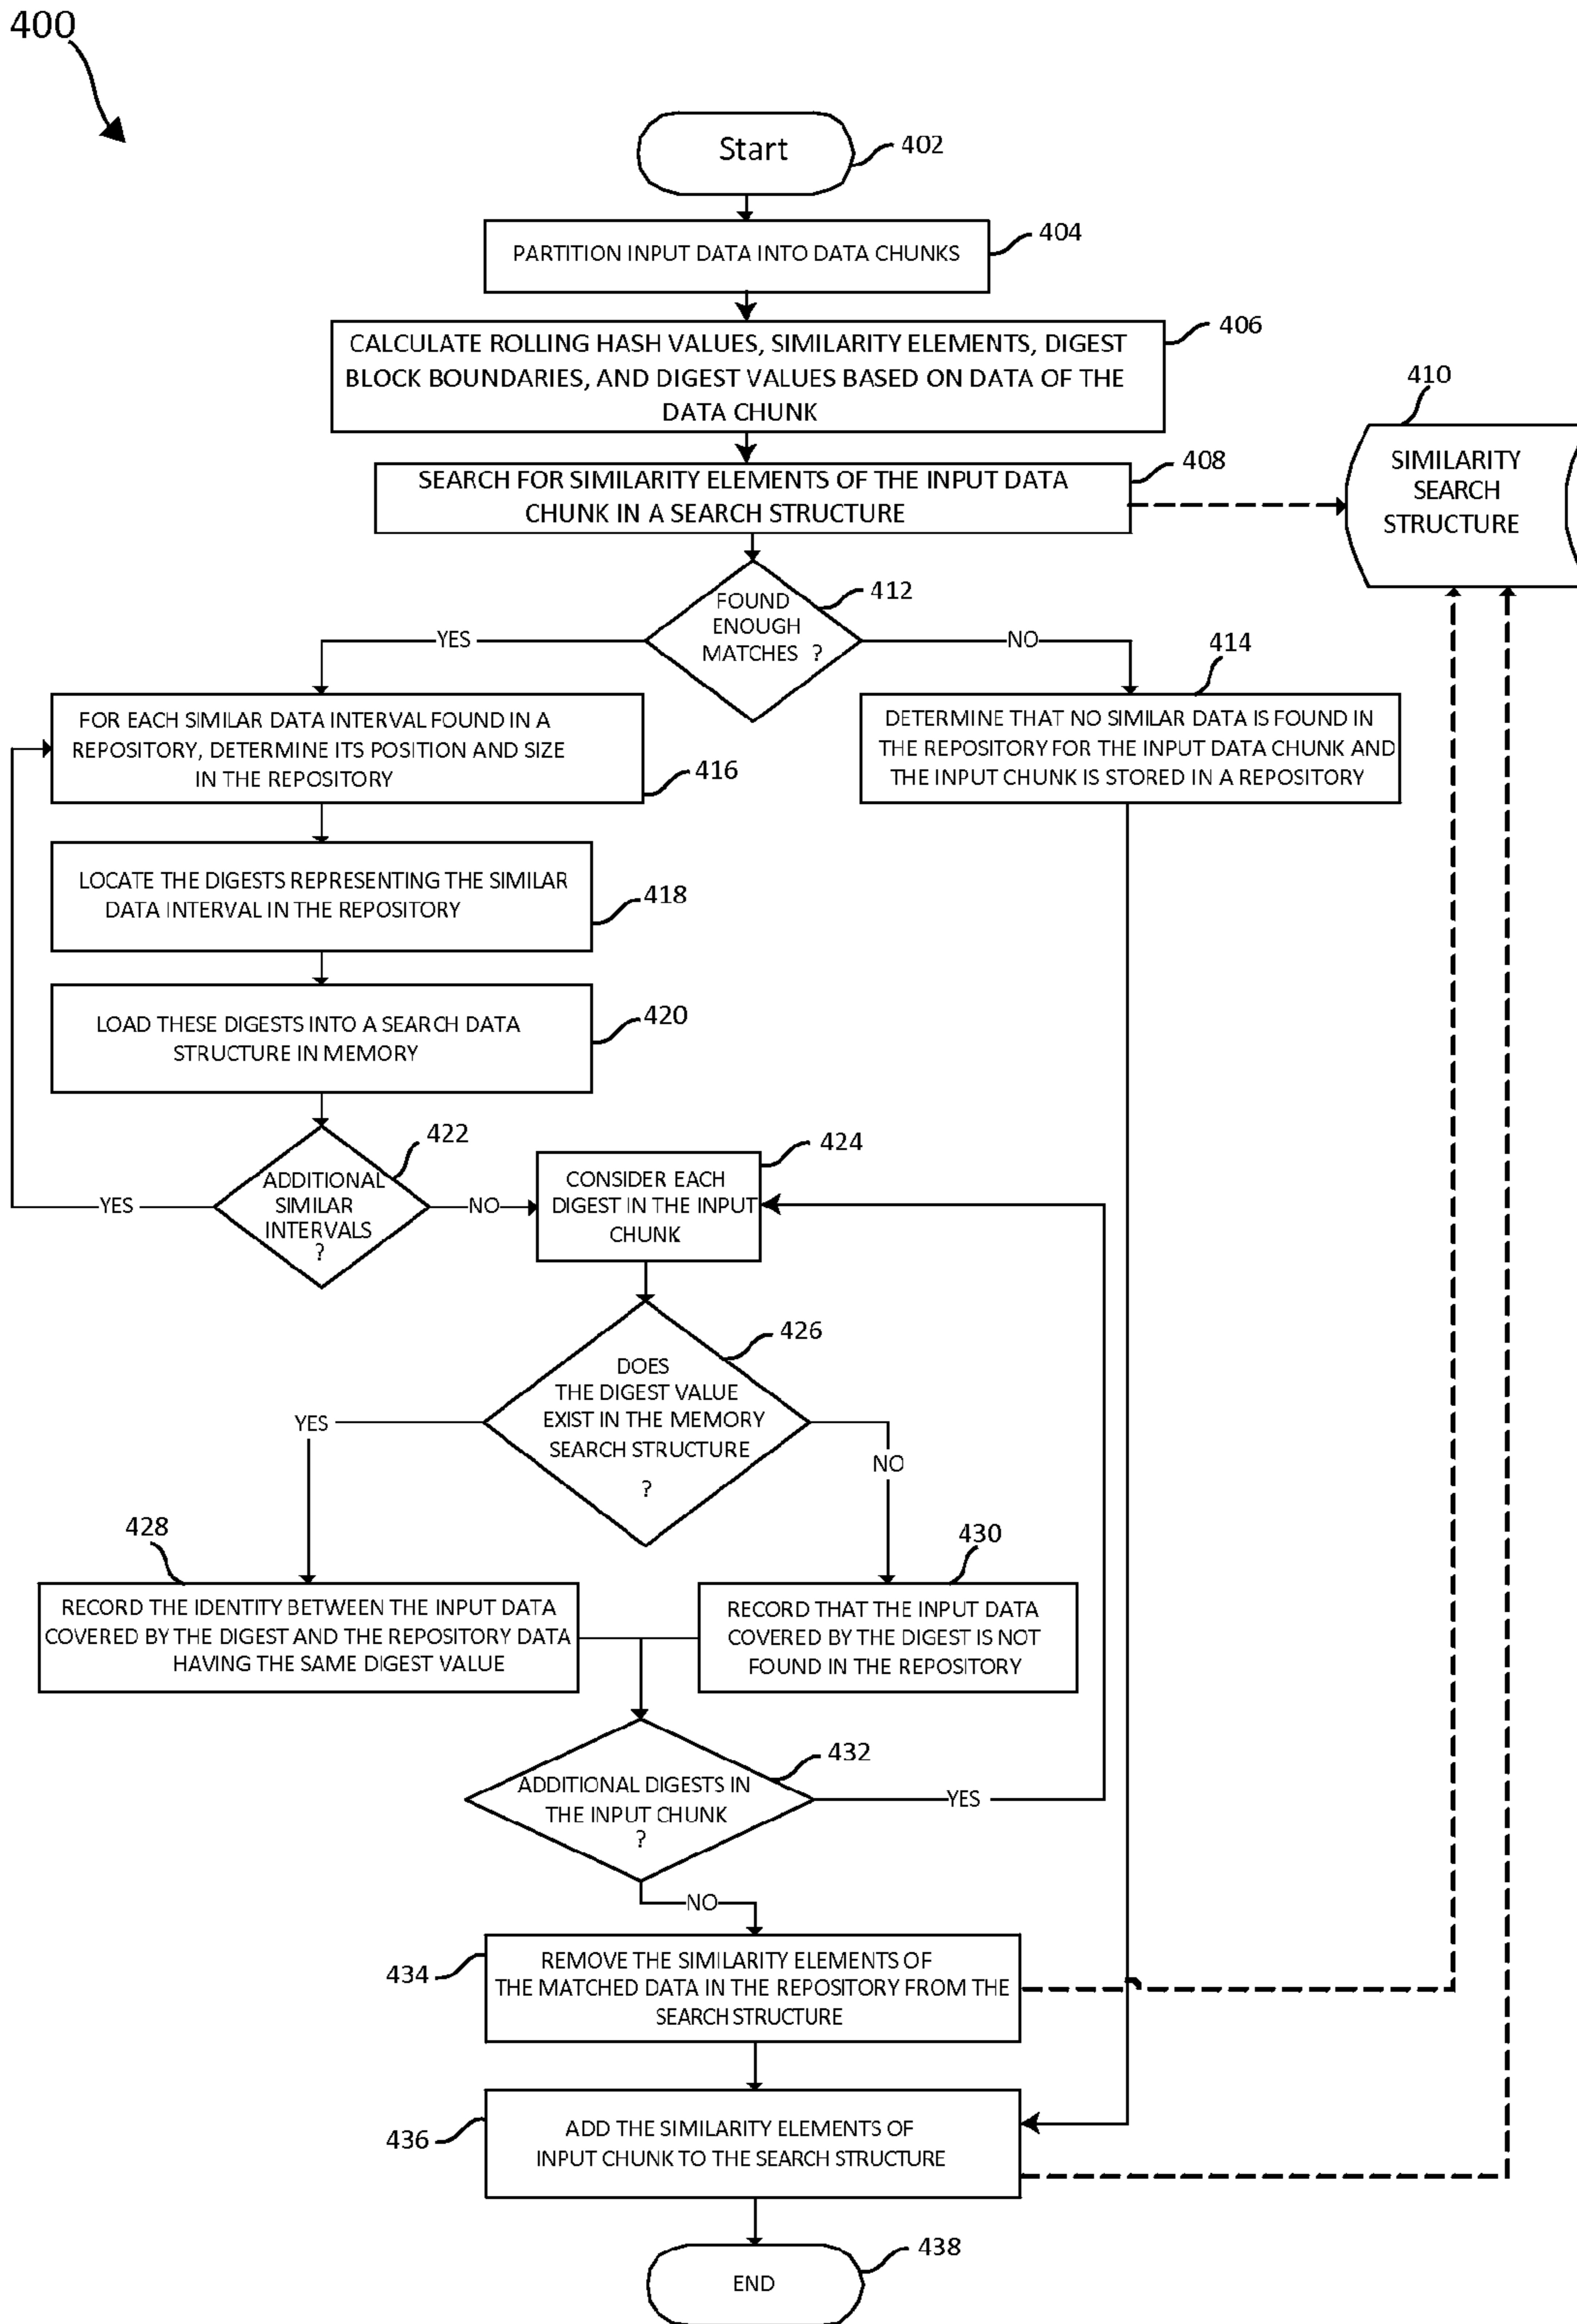 400
Start
402
PARTITION INPUT DATA INTO DATA CHUNKS
404
CALCULATE ROLLING HASH VALUES, SIMILARITY ELEMENTS, DIGEST
BLOCK BOUNDARIES, AND DIGEST VALUES BASED ON DATA OF THE
DATA CHUNK
406
SEARCH FOR SIMILARITY ELEMENTS OF THE INPUT DATA
CHUNK IN A SEARCH STRUCTURE
408
410
SIMILARITY
SEARCH
STRUCTURE
FOUND
ENOUGH
MATCHES ?
412
YES
NO
414
DETERMINE THAT NO SIMILAR DATA IS FOUND IN
THE REPOSITORY FOR THE INPUT DATA CHUNK AND
THE INPUT CHUNK IS STORED IN A REPOSITORY
FOR EACH SIMILAR DATA INTERVAL FOUND IN A
REPOSITORY, DETERMINE ITS POSITION AND SIZE
IN THE REPOSITORY
416
LOCATE THE DIGESTS REPRESENTING THE SIMILAR
DATA INTERVAL IN THE REPOSITORY
418
LOAD THESE DIGESTS INTO A SEARCH DATA
STRUCTURE IN MEMORY
420
ADDITIONAL
SIMILAR
INTERVALS
?
422
YES
NO
CONSIDER EACH
DIGEST IN THE INPUT
CHUNK
424
DOES
THE DIGEST VALUE
EXIST IN THE MEMORY
SEARCH STRUCTURE
?
426
YES
NO
428
RECORD THE IDENTITY BETWEEN THE INPUT DATA
COVERED BY THE DIGEST AND THE REPOSITORY DATA
HAVING THE SAME DIGEST VALUE
430
RECORD THAT THE INPUT DATA
COVERED BY THE DIGEST IS NOT
FOUND IN THE REPOSITORY
ADDITIONAL DIGESTS IN
THE INPUT CHUNK
?
432
YES
NO
434
REMOVE THE SIMILARITY ELEMENTS OF
THE MATCHED DATA IN THE REPOSITORY FROM THE
SEARCH STRUCTURE
436
ADD THE SIMILARITY ELEMENTS OF
INPUT CHUNK TO THE SEARCH STRUCTURE
END
438